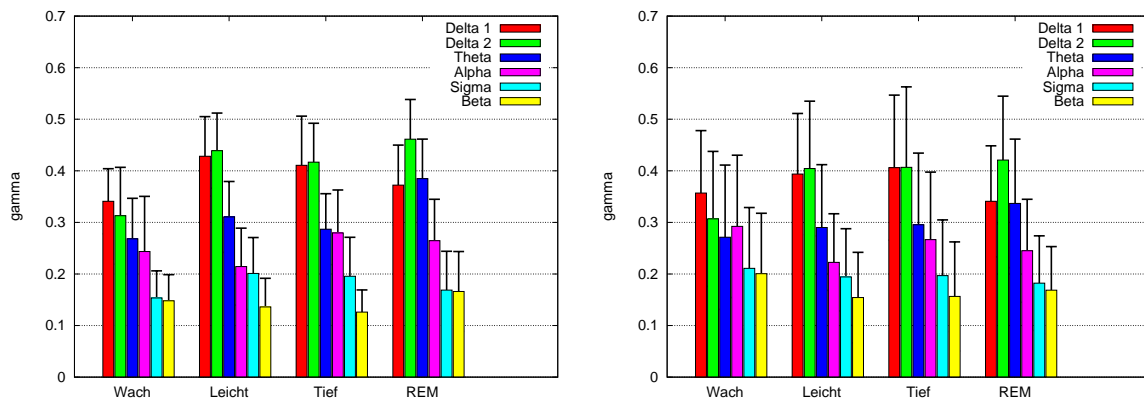 0.7
0.6
0.5
0.4
0.3
0.2
0.1
0
gamma
Delta 1
Delta 2
Theta
Alpha
Sigma
Beta
Wach Leicht Tief REM
0.7
0.6
0.5
0.4
0.3
0.2
0.1
0
gamma
Delta 1
Delta 2
Theta
Alpha
Sigma
Beta
Wach Leicht Tief REM